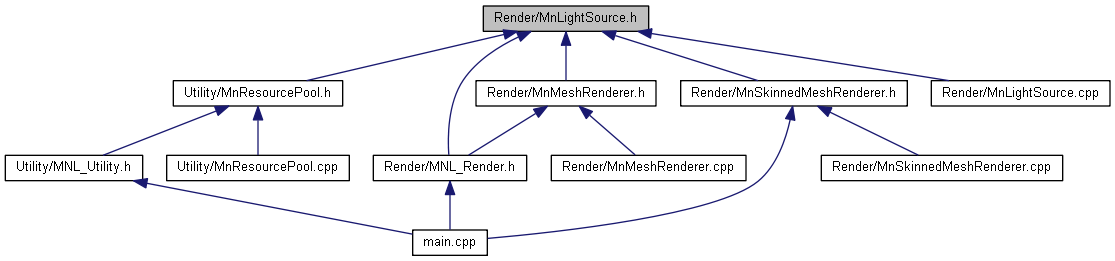 Render/MnLightSource.h
Utility/MnResourcePool.h
Render/MnMeshRenderer.h
Render/MnSkinnedMeshRenderer.h
Render/MnLightSource.cpp
Utility/MNL_Utility.h
Utility/MnResourcePool.cpp
Render/MNL_Render.h
Render/MnMeshRenderer.cpp
Render/MnSkinnedMeshRenderer.cpp
main.cpp